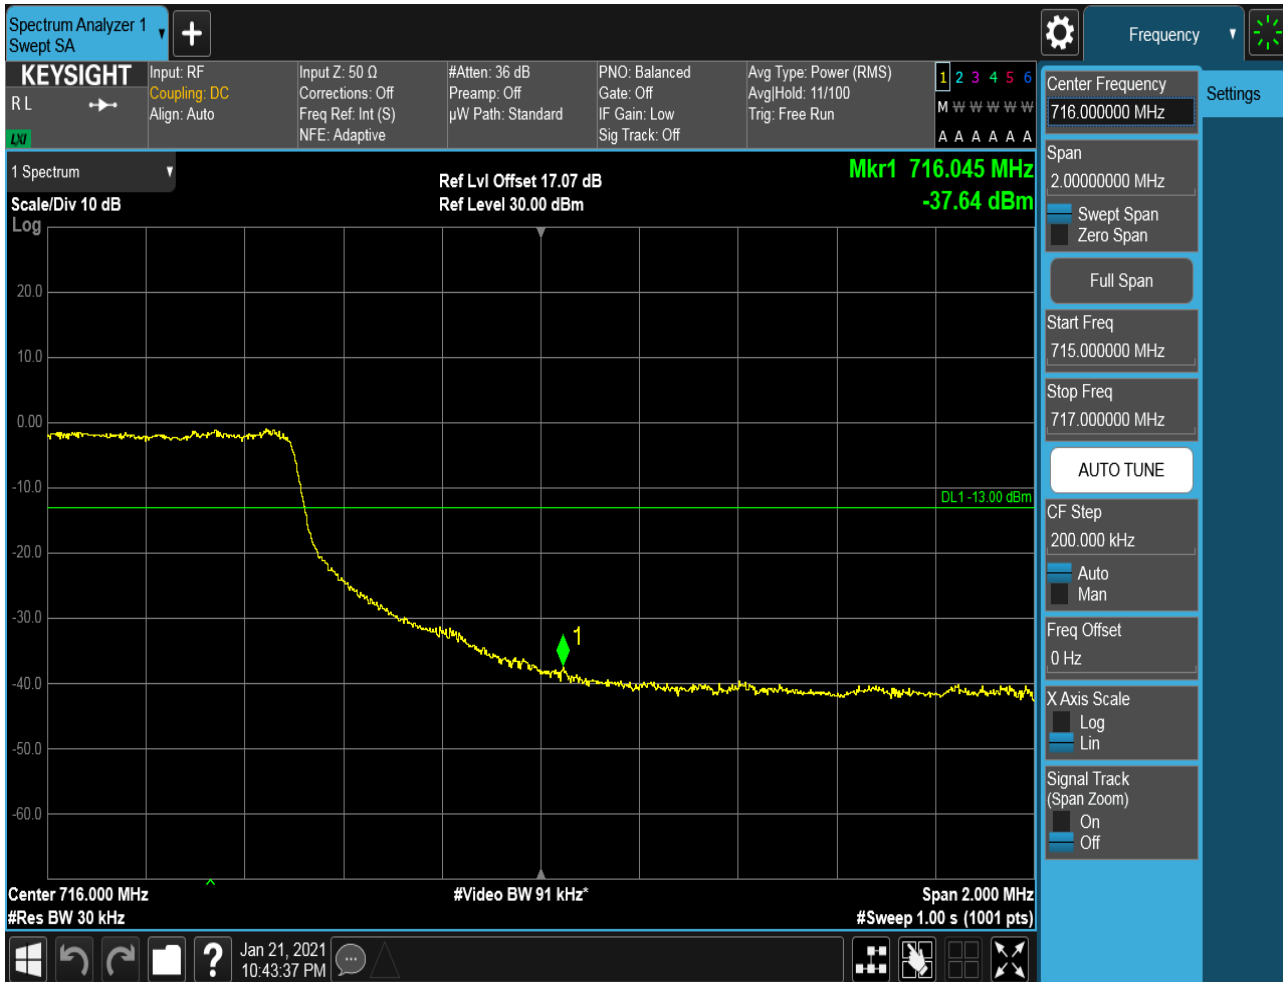 Spectrum Analyzer 1
Swept SA
Frequency
KEYSIGHT
R L
LXI
Input: RF
Coupling: DC
Align: Auto
Input Z: 50 Ω
Corrections: Off
Freq Ref: Int (S)
NFE: Adaptive
#Atten: 36 dB
Preamp: Off
µW Path: Standard
PNO: Balanced
Gate: Off
IF Gain: Low
Sig Track: Off
Avg Type: Power (RMS)
Avg|Hold: 11/100
Trig: Free Run
1 2 3 4 5 6
M W W W W W
A A A A A A
1 Spectrum
Scale/Div 10 dB
Log
Ref Lvl Offset 17.07 dB
Ref Level 30.00 dBm
Mkr1 716.045 MHz
-37.64 dBm
20.0
10.0
0.00
-10.0
-20.0
-30.0
-40.0
-50.0
-60.0
DL1 -13.00 dBm
1
Center 716.000 MHz
#Res BW 30 kHz
#Video BW 91 kHz*
Span 2.000 MHz
#Sweep 1.00 s (1001 pts)
?
Jan 21, 2021
10:43:37 PM
Center Frequency
716.000000 MHz
Settings
Span
2.00000000 MHz
Swept Span
Zero Span
Full Span
Start Freq
715.000000 MHz
Stop Freq
717.000000 MHz
AUTO TUNE
CF Step
200.000 kHz
Auto
Man
Freq Offset
0 Hz
X Axis Scale
Log
Lin
Signal Track
(Span Zoom)
On
Off